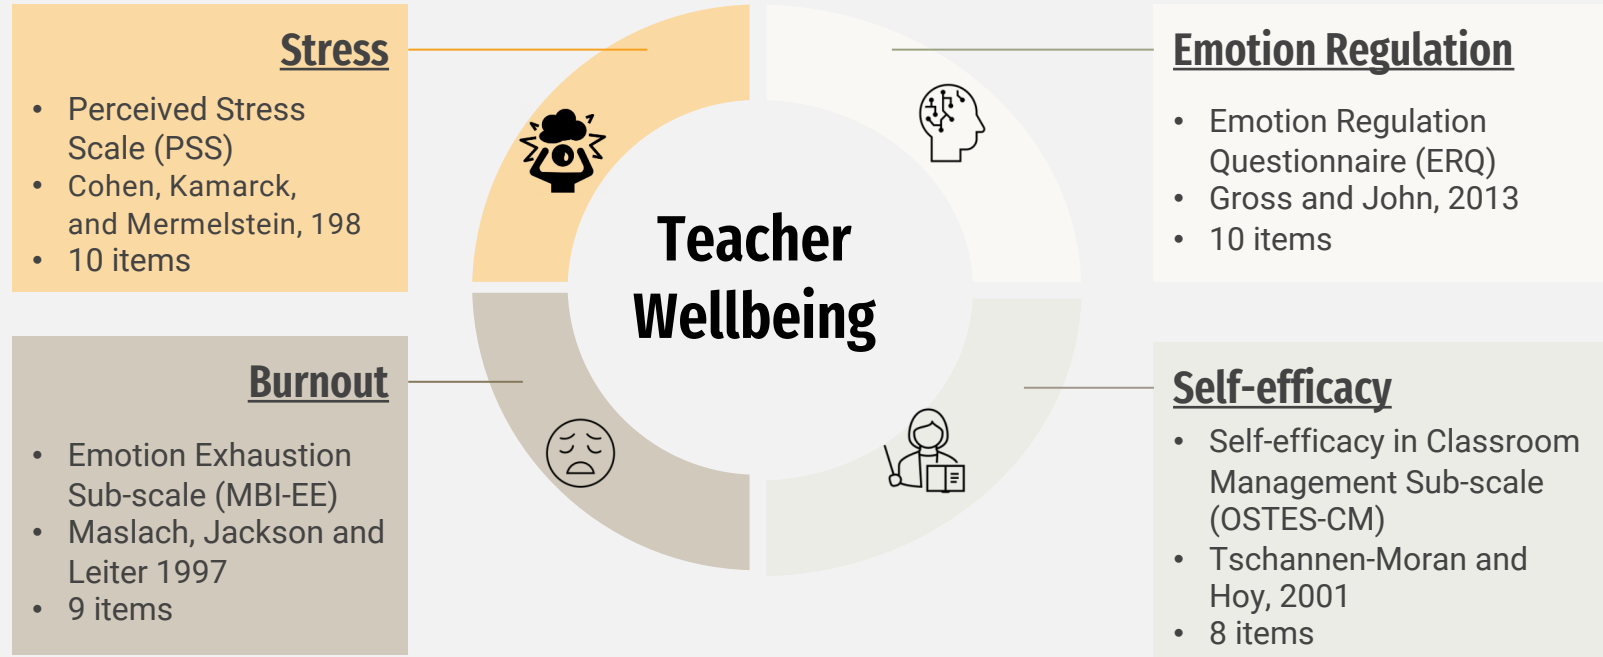 Stress
• Perceived Stress
Scale (PSS)
• Cohen, Kamarck,
and Mermelstein, 198
• 10 items
Emotion Regulation
• Emotion Regulation
Questionnaire (ERQ)
• Gross and John, 2013
• 10 items
Teacher
Wellbeing
Burnout
• Emotion Exhaustion
Sub-scale (MBI-EE)
• Maslach, Jackson and
Leiter 1997
• 9 items
Self-efficacy
• Self-efficacy in Classroom
Management Sub-scale
(OSTES-CM)
• Tschannen-Moran and
Hoy, 2001
• 8 items